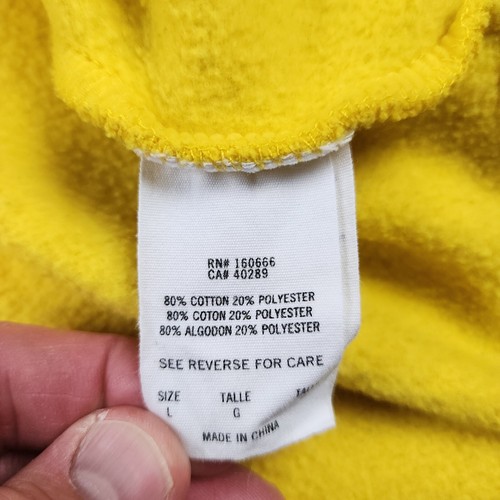 RN# 160666
CA# 40289
80% COTTON 20% POLYESTER
80% COTON 20% POLYESTER
80% ALGODON 20% POLYESTER
SEE REVERSE FOR CARE
SIZE TALLE
L G
MADE IN CHINA